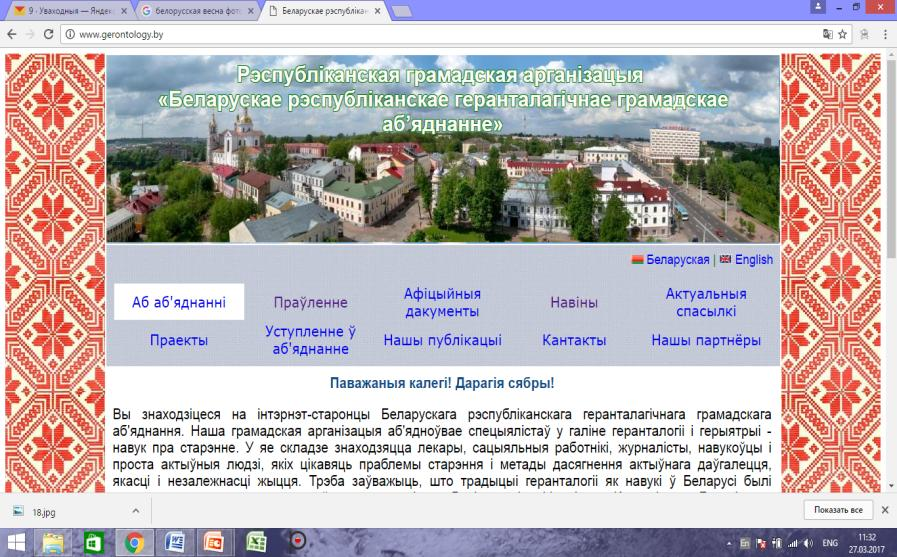 9 · Уваходныя — Яндекс
белорусская весна фото
Беларускае рэспублікан
www.gerontology.by
Рэспубліканская грамадская арганізацыя
«Беларускае рэспубліканскае геранталагічнае грамадскае
аб'яднанне»
Беларуская | English
Аб аб'яднанні
Праўленне
Афіцыйныя
дакументы
Навіны
Актуальныя
спасылкі
Праекты
Уступленне ў
аб'яднанне
Нашы публікацыі
Кантакты
Нашы партнёры
Паважаныя калегі! Дарагія сябры!
Вы знаходзіцеся на інтэрнэт-старонцы Беларускага рэспубліканскага геранталагічнага грамадскага
аб'яднання. Наша грамадская арганізацыя аб'ядноўвае спецыялістаў у галіне геранталогіі і герыятрыі -
навук пра старэнне. У яе складзе знаходзяцца лекары, сацыяльныя работнікі, журналісты, навукоўцы і
проста актыўныя людзі, якіх цікавяць праблемы старэння і метады дасягнення актыўнага даўгалецця,
якасці і незалежнасці жыцця. Трэба заўважыць, што традыцыі геранталогіі як навукі ў Беларусі былі
18.jpg
Показать все
En
ENG
11:32
27.03.2017